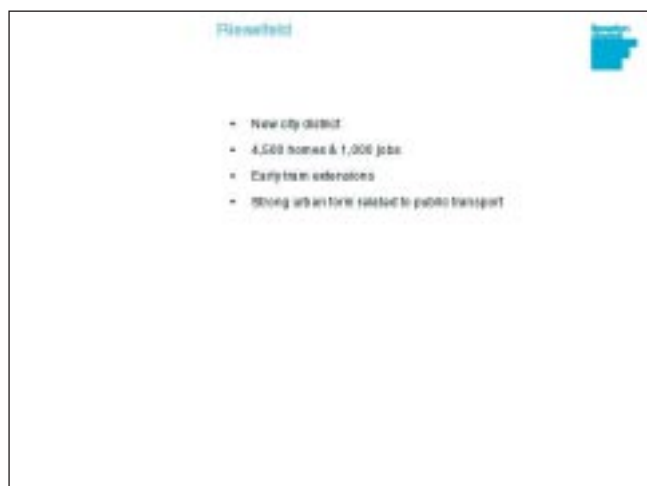 Rieselfeld
• New city district
• 4,500 homes & 1,000 jobs
• Early tram extensions
• Strong urban form related to public transport